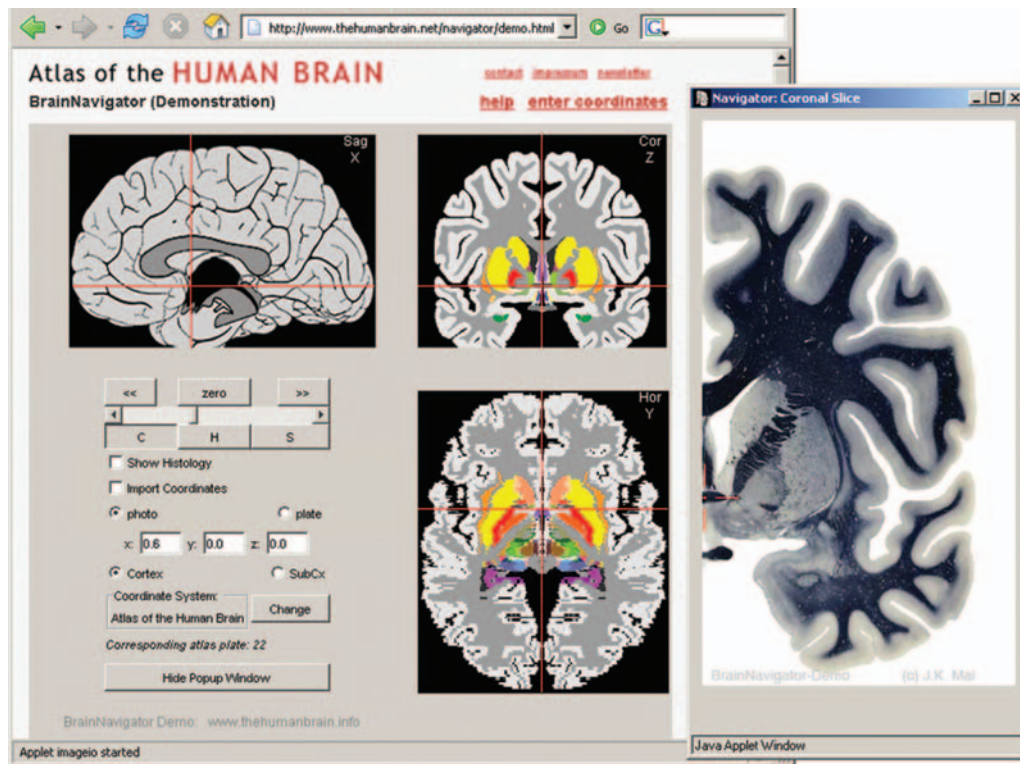 http://www.thehumanbrain.net/navigator/demo.html
Go
G
Atlas of the HUMAN BRAIN
contact impressum newsletter
BrainNavigator (Demonstration)
help enter coordinates
Sag
X
Cor
Z
<< zero >>
C H S
Show Histology
Import Coordinates
photo plate
x: 0.6 y: 0.0 z: 0.0
Cortex SubCx
Coordinate System:
Atlas of the Human Brain Change
Corresponding atlas plate: 22
Hide Popup Window
Hor
Y
BrainNavigator Demo: www.thehumanbrain.info
Applet imageio started
Navigator: Coronal Slice
BrainNavigator-Demo (c) J.K. Mai
Java Applet Window